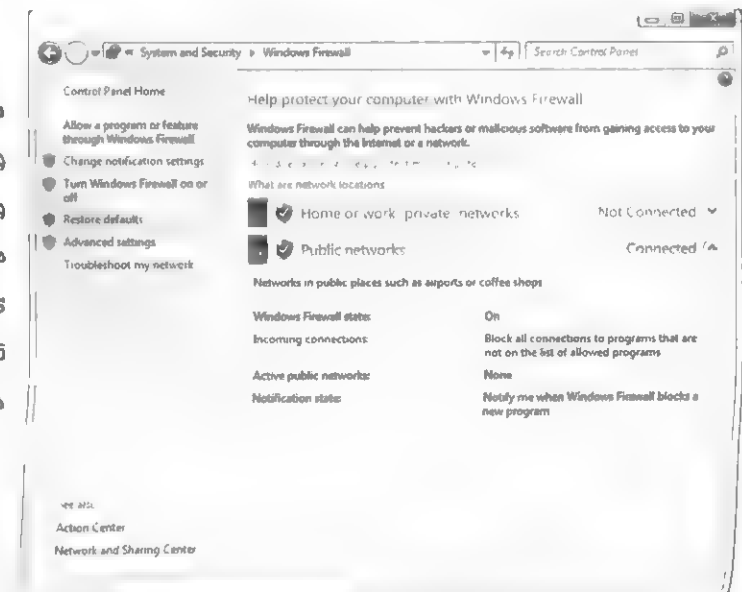 System and Security ▸ Windows Firewall
Search Control Panel
Control Panel Home
Allow a program or feature
through Windows Firewall
Change notification settings
Turn Windows Firewall on or
off
Restore defaults
Advanced settings
Troubleshoot my network
See also
Action Center
Network and Sharing Center
Help protect your computer with Windows Firewall
Windows Firewall can help prevent hackers or malicious software from gaining access to your
computer through the Internet or a network.
What are network locations
Home or work private networks
Not Connected
Public networks
Connected
Networks in public places such as airports or coffee shops
Windows Firewall state:
On
Incoming connections:
Block all connections to programs that are
not on the list of allowed programs
Active public networks:
None
Notification state:
Notify me when Windows Firewall blocks a
new program